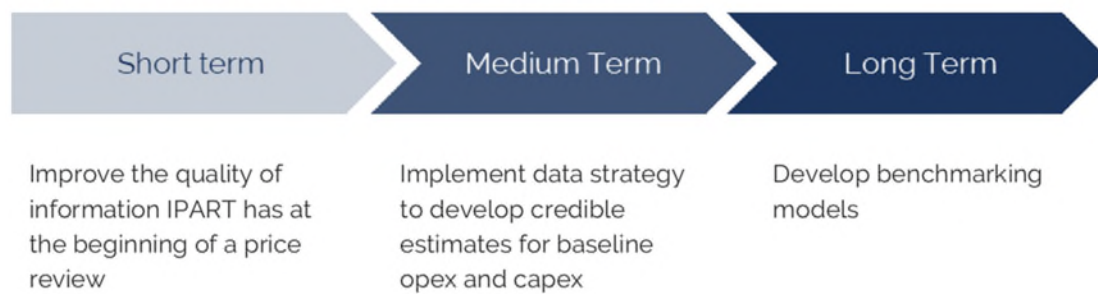 Short term
Medium Term
Long Term
Improve the quality of
information IPART has at
the beginning of a price
review
Implement data strategy
to develop credible
estimates for baseline
opex and capex
Develop benchmarking
models